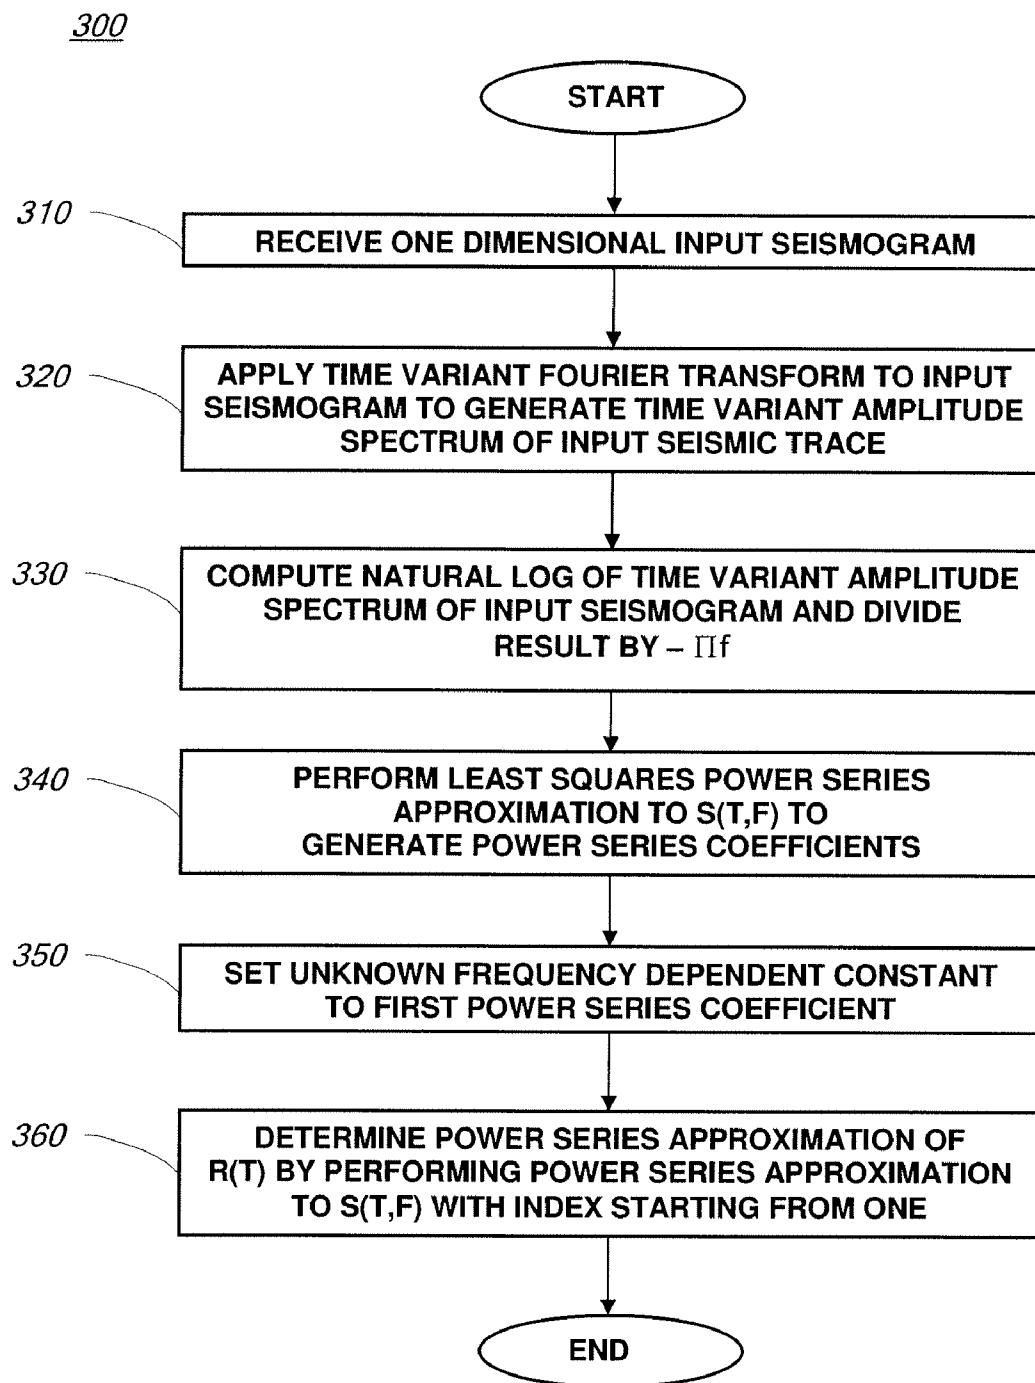 300
START
310
RECEIVE ONE DIMENSIONAL INPUT SEISMOGRAM
320
APPLY TIME VARIANT FOURIER TRANSFORM TO INPUT
SEISMOGRAM TO GENERATE TIME VARIANT AMPLITUDE
SPECTRUM OF INPUT SEISMIC TRACE
330
COMPUTE NATURAL LOG OF TIME VARIANT AMPLITUDE
SPECTRUM OF INPUT SEISMOGRAM AND DIVIDE
RESULT BY – Πf
340
PERFORM LEAST SQUARES POWER SERIES
APPROXIMATION TO S(T,F) TO
GENERATE POWER SERIES COEFFICIENTS
350
SET UNKNOWN FREQUENCY DEPENDENT CONSTANT
TO FIRST POWER SERIES COEFFICIENT
360
DETERMINE POWER SERIES APPROXIMATION OF
R(T) BY PERFORMING POWER SERIES APPROXIMATION
TO S(T,F) WITH INDEX STARTING FROM ONE
END